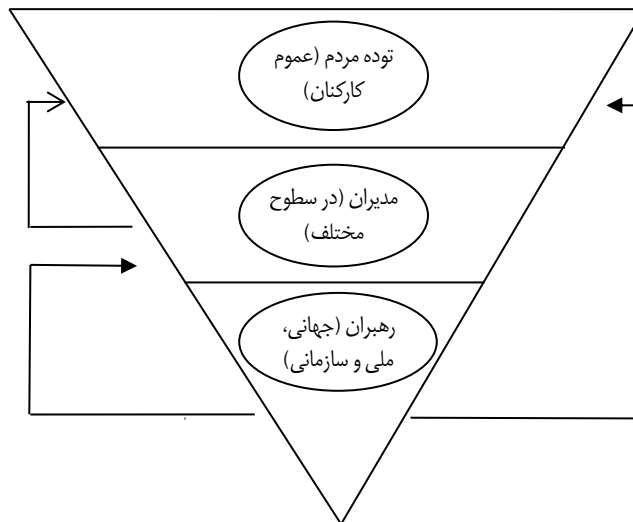 توده مردم (عموم
کارکنان)
مدیران (در سطوح
مختلف)
رهبران (جهانی،
ملی و سازمانی)